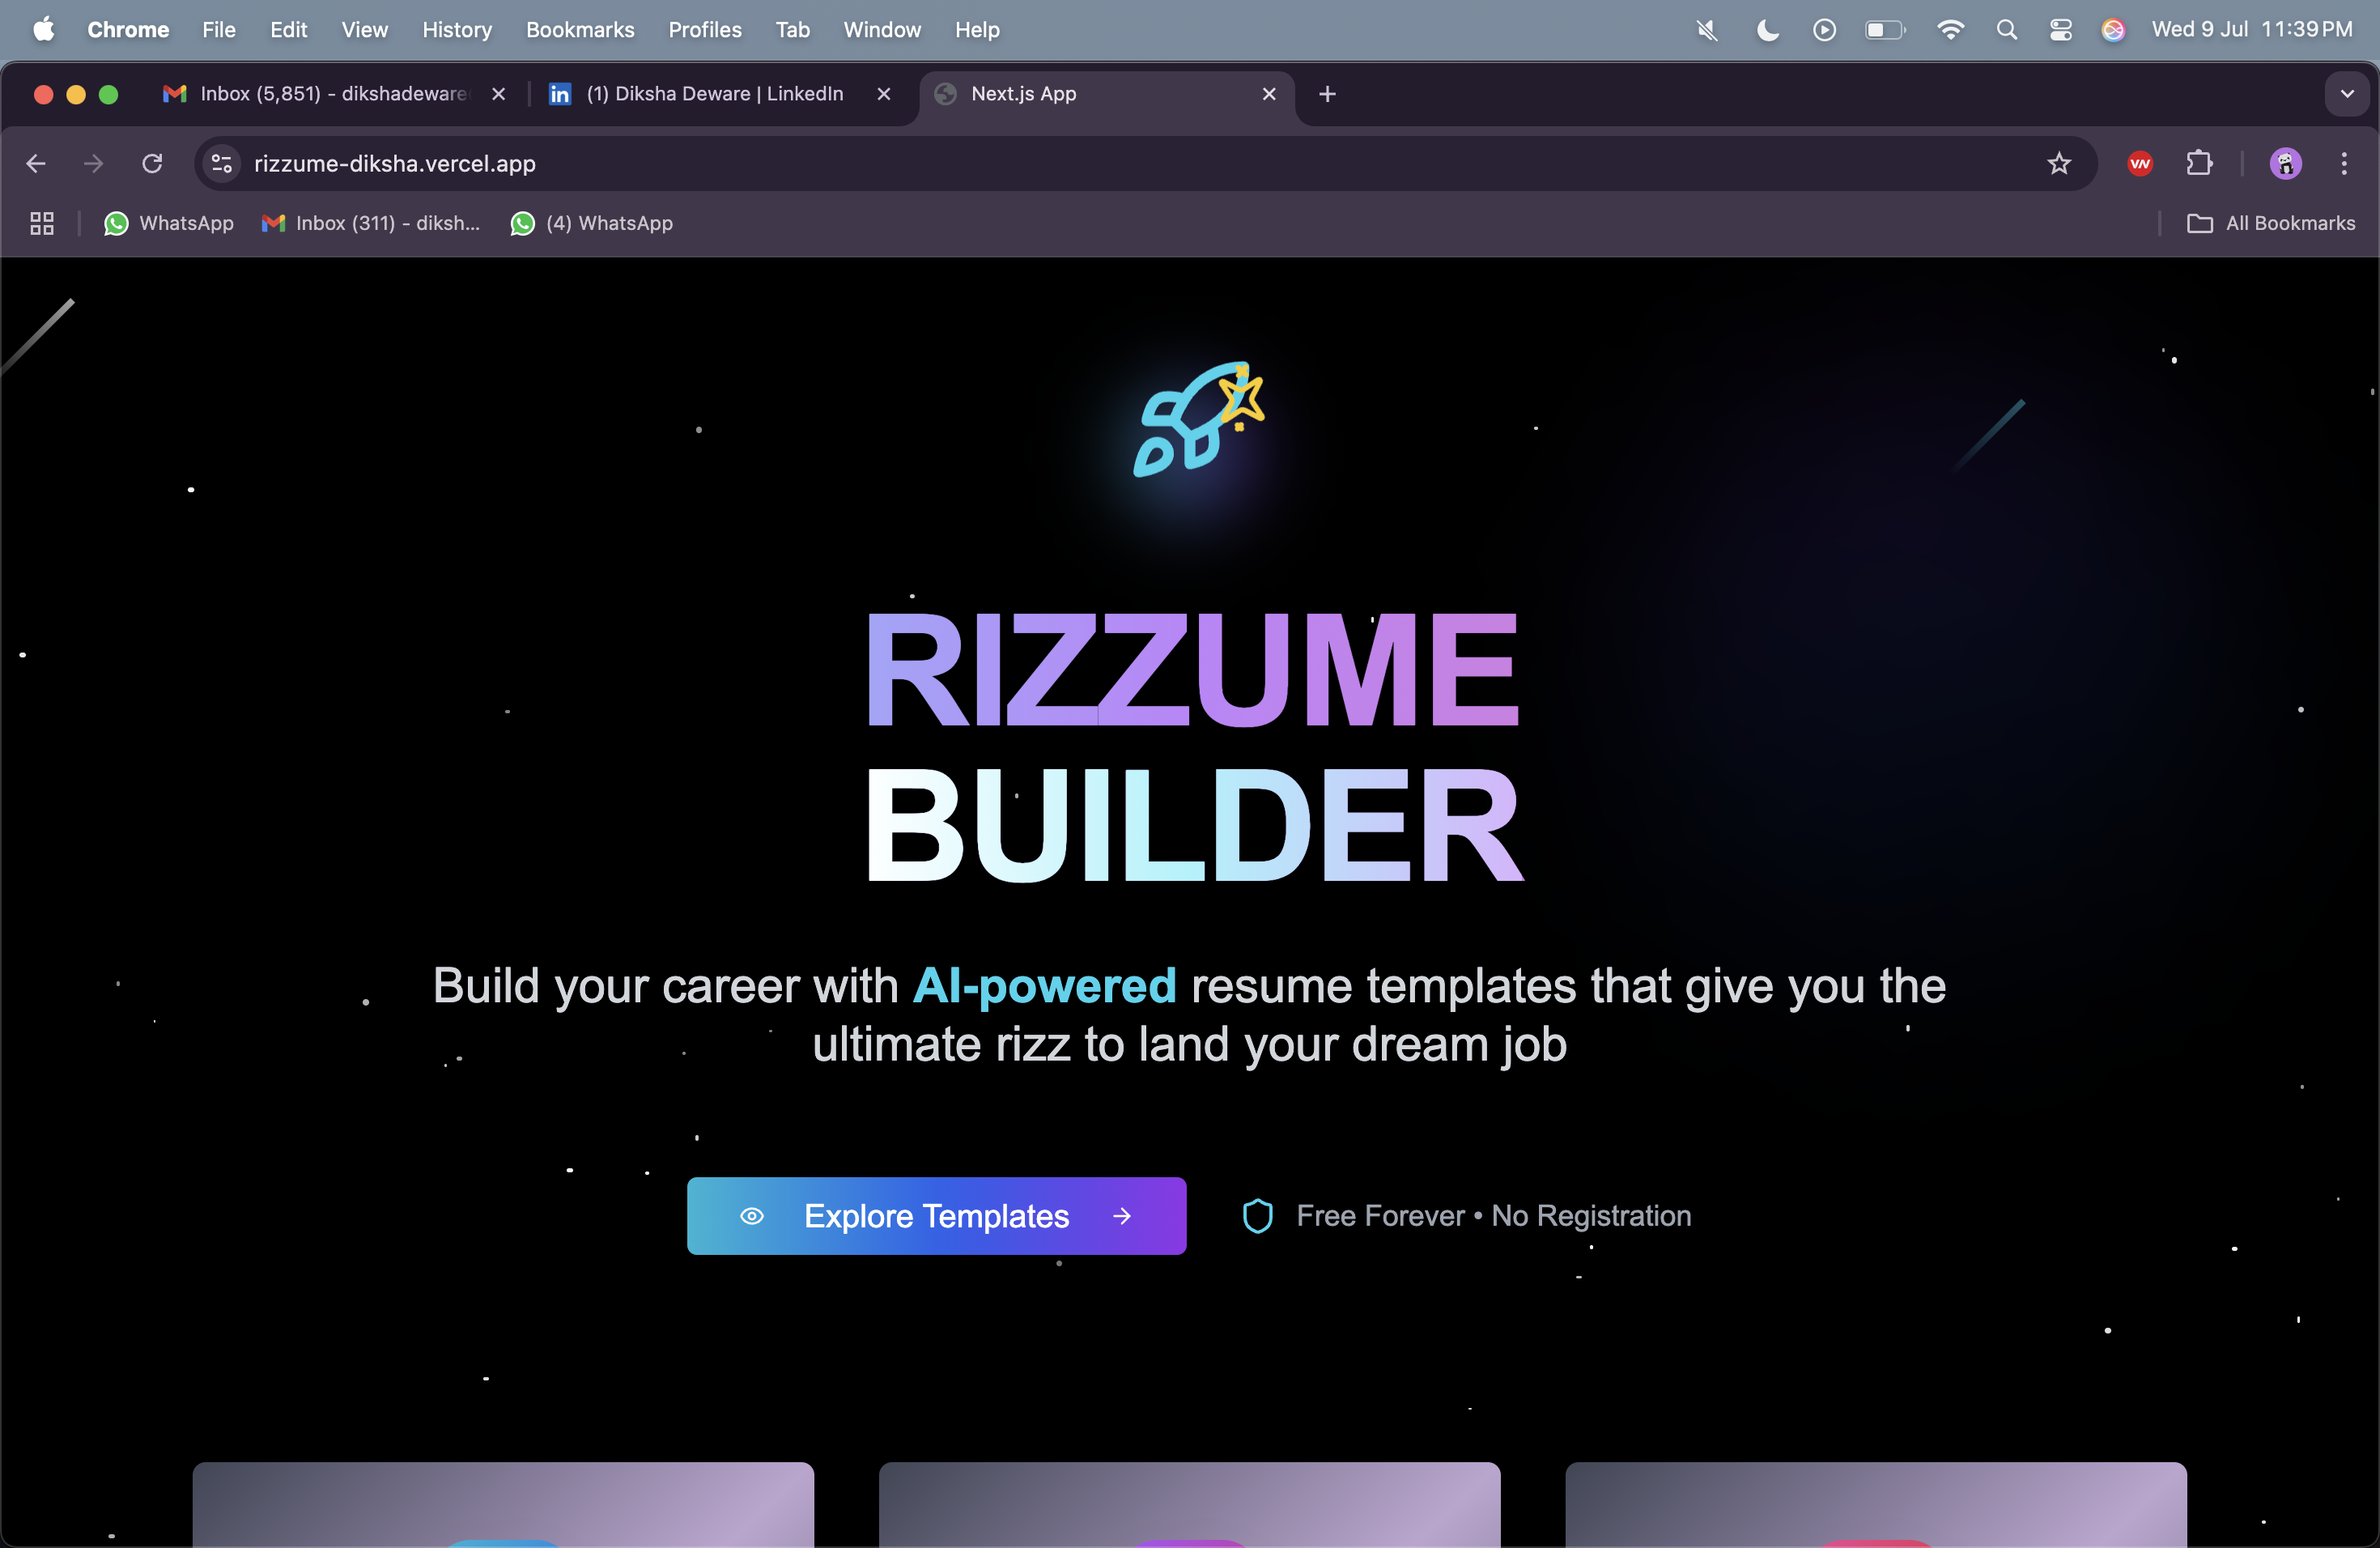 Chrome File Edit View History Bookmarks Profiles Tab Window Help Wed 9 Jul 11:39 PM
Inbox (5,851) - dikshadeware (1) Diksha Deware | LinkedIn Next.js App
rizzume-diksha.vercel.app
WhatsApp Inbox (311) - diksh... (4) WhatsApp All Bookmarks
RIZZUME
BUILDER
Build your career with AI-powered resume templates that give you the
ultimate rizz to land your dream job
Explore Templates Free Forever • No Registration